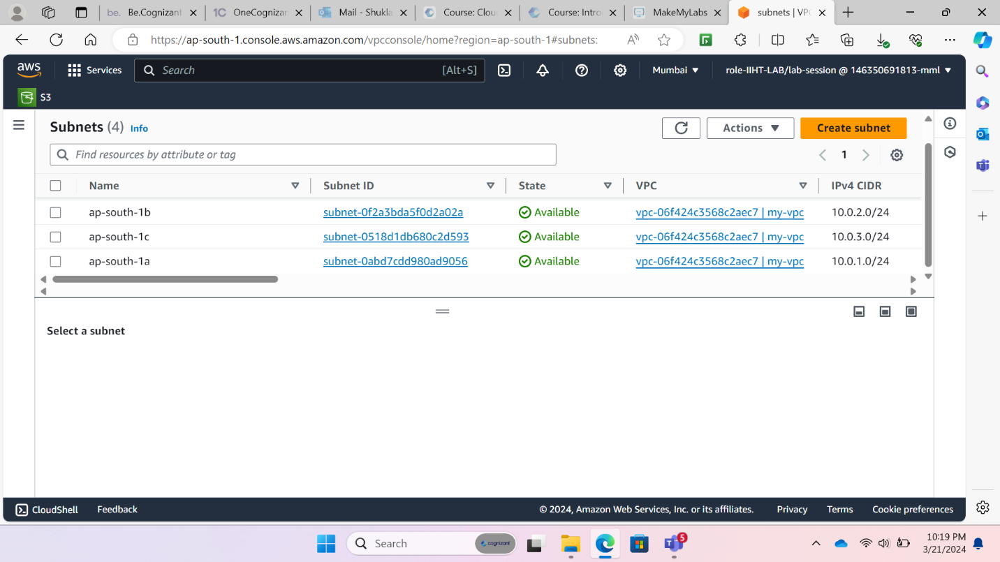 be. Be.Cognizant
1C OneCognizan
Mail - Shukla
Course: Clou
Course: Intro
MakeMyLabs
subnets | VPC
https://ap-south-1.console.aws.amazon.com/vpcconsole/home?region=ap-south-1#subnets:
aws
Services
Search
[Alt+S]
Mumbai
role-IIHT-LAB/lab-session @ 146350691813-mml
S3
Subnets (4) Info
Actions
Create subnet
Find resources by attribute or tag
1
Name Subnet ID State VPC IPv4 CIDR
ap-south-1b subnet-0f2a3bda5f0d2a02a Available vpc-06f424c3568c2aec7 | my-vpc 10.0.2.0/24
ap-south-1c subnet-0518d1db680c2d593 Available vpc-06f424c3568c2aec7 | my-vpc 10.0.3.0/24
ap-south-1a subnet-0abd7cdd980ad9056 Available vpc-06f424c3568c2aec7 | my-vpc 10.0.1.0/24
Select a subnet
CloudShell Feedback © 2024, Amazon Web Services, Inc. or its affiliates. Privacy Terms Cookie preferences
Search
cognizant
5
10:19 PM
3/21/2024